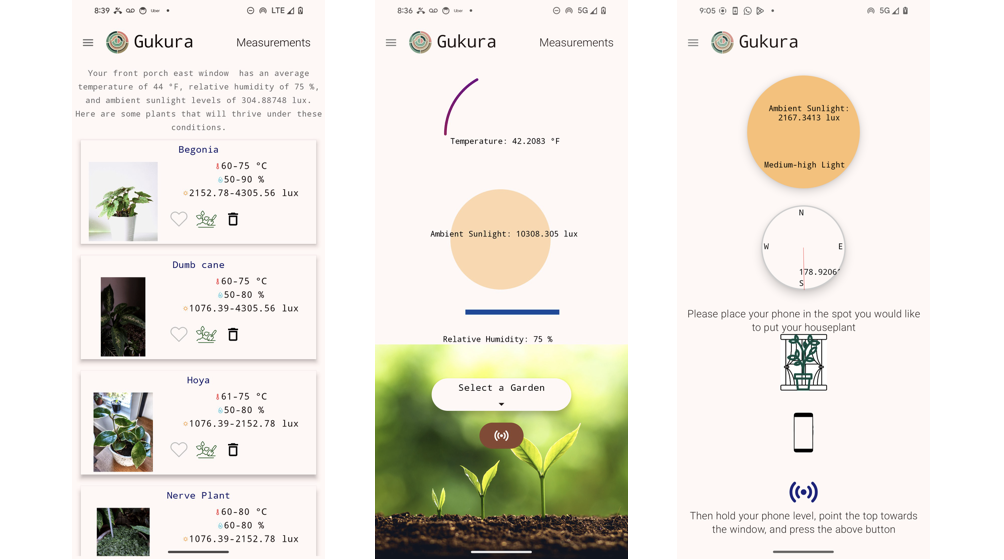 8:39 Uber LTE
Gukura Measurements
Your front porch east window has an average
temperature of 44 °F, relative humidity of 75 %,
and ambient sunlight levels of 304.88748 lux.
Here are some plants that will thrive under these
conditions.
Begonia
60-75 °C
50-90 %
2152.78-4305.56 lux
Dumb cane
60-75 °C
50-80 %
1076.39-4305.56 lux
Hoya
61-75 °C
50-80 %
1076.39-2152.78 lux
Nerve Plant
60-80 °C
60-80 %
1076.39-2152.78 lux
8:36 Uber 5G
Gukura Measurements
Temperature: 42.2083 °F
Ambient Sunlight: 10308.305 lux
Relative Humidity: 75 %
Select a Garden
9:05 5G
Gukura
Ambient Sunlight:
2167.3413 lux
Medium-high Light
N
W E
178.9206
S
Please place your phone in the spot you would like
to put your houseplant
Then hold your phone level, point the top towards
the window, and press the above button